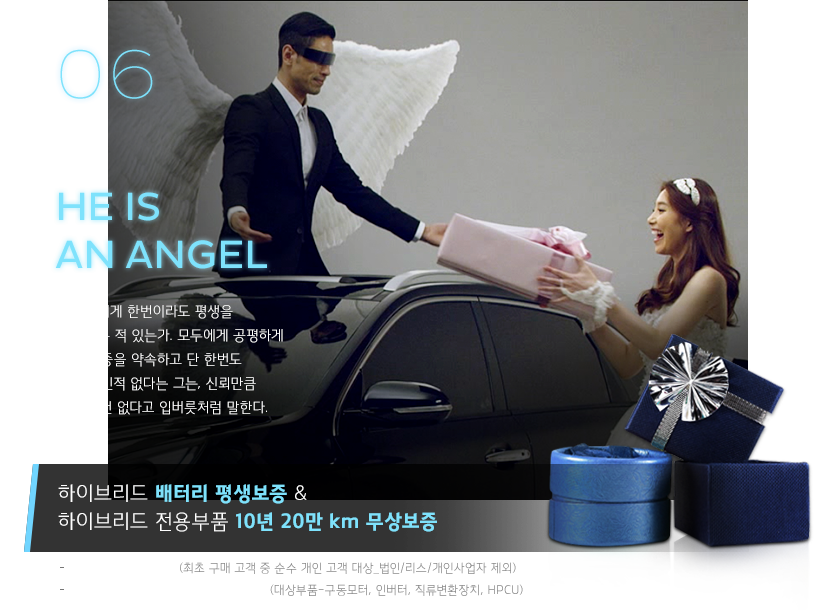 06
HE IS
AN ANGEL
한번이라도 평생을
적 있는가. 모두에게 공평하게
약속하고 단 한번도
없다는 그는, 신뢰만큼
없다고 입버릇처럼 말한다.
하이브리드 배터리 평생보증 &
하이브리드 전용부품 10년 20만 km 무상보증
- (최초 구매 고객 중 순수 개인 고객 대상_법인/리스/개인사업자 제외)
- (대상부품-구동모터, 인버터, 직류변환장치, HPCU)